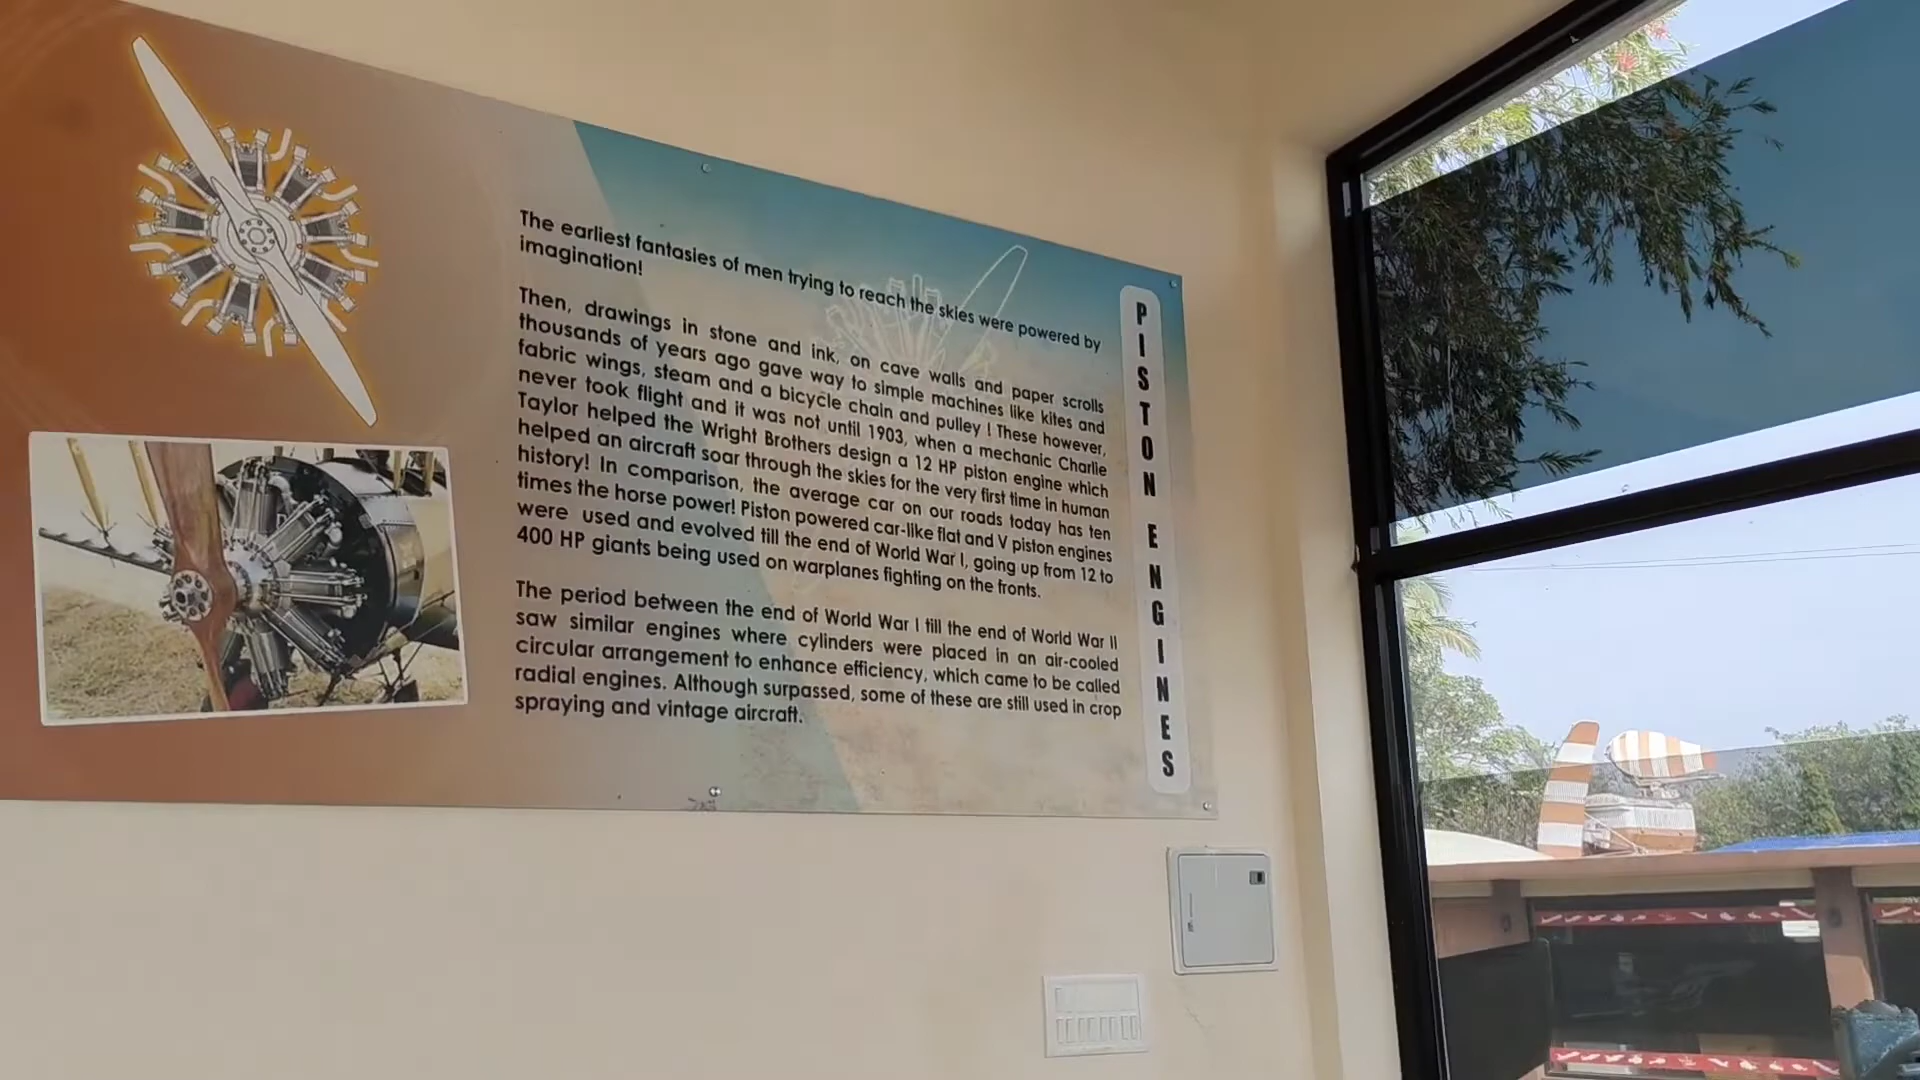 The earliest fantasies of men trying to reach the skies were powered by
imagination!
Then, drawings in stone and ink, on cave walls and paper scrolls
thousands of years ago gave way to simple machines like kites and
fabric wings, steam and a bicycle chain and pulley ! These however,
never took flight and it was not until 1903, when a mechanic Charlie
Taylor helped the Wright Brothers design a 12 HP piston engine which
helped an aircraft soar through the skies for the very first time in human
history! In comparison, the average car on our roads today has ten
times the horse power! Piston powered car-like flat and V piston engines
were used and evolved till the end of World War I, going up from 12 to
400 HP giants being used on warplanes fighting on the fronts.
The period between the end of World War I till the end of World War II
saw similar engines where cylinders were placed in an air-cooled
circular arrangement to enhance efficiency, which came to be called
radial engines. Although surpassed, some of these are still used in crop
spraying and vintage aircraft.
PISTON ENGINES